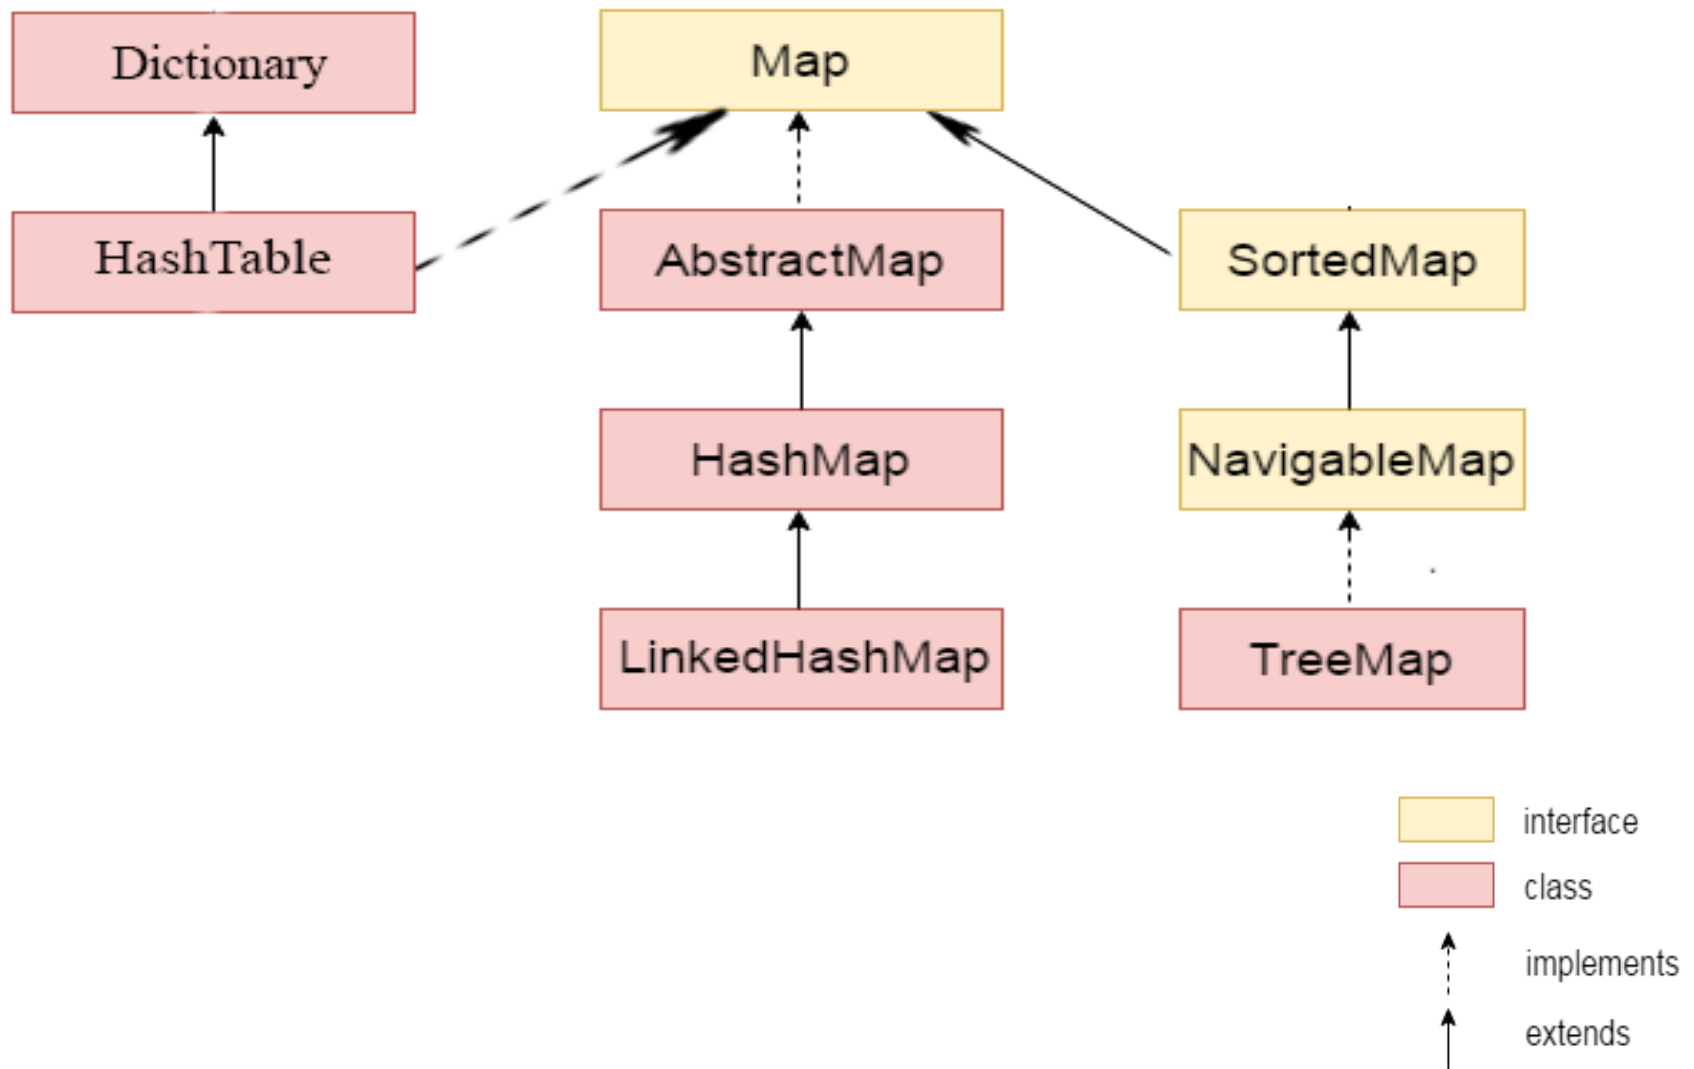 Dictionary
Map
HashTable
AbstractMap
SortedMap
HashMap
NavigableMap
LinkedHashMap
TreeMap
interface
class
implements
extends